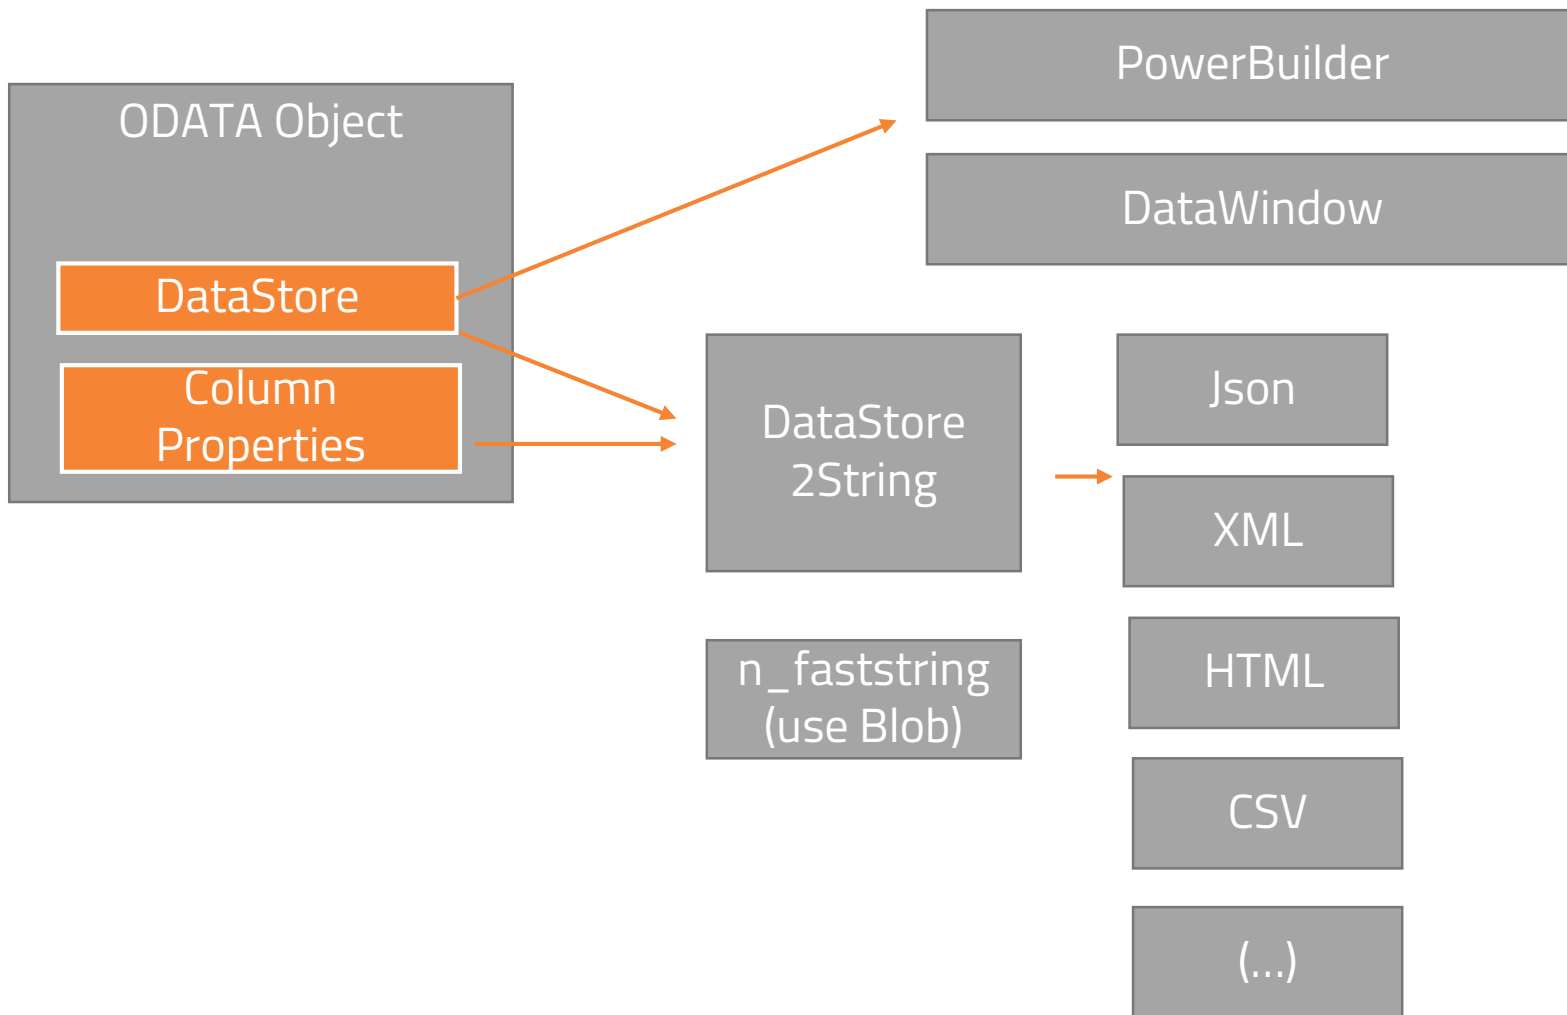 PowerBuilder
ODATA Object
DataWindow
DataStore
Column
Properties
DataStore
2String
Json
XML
n_faststring
(use Blob)
HTML
CSV
(...)